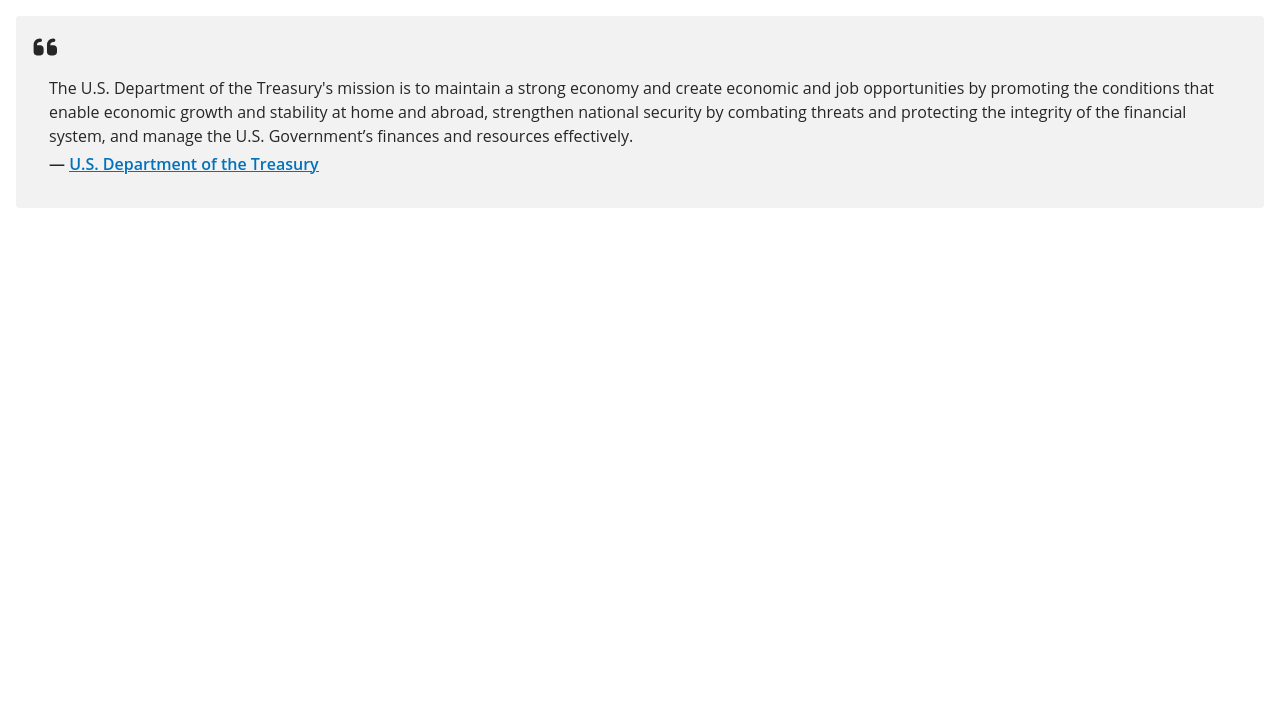 The U.S. Department of the Treasury's mission is to maintain a strong economy and create economic and job opportunities by promoting the conditions that
enable economic growth and stability at home and abroad, strengthen national security by combating threats and protecting the integrity of the financial
system, and manage the U.S. Government’s finances and resources effectively.
— U.S. Department of the Treasury